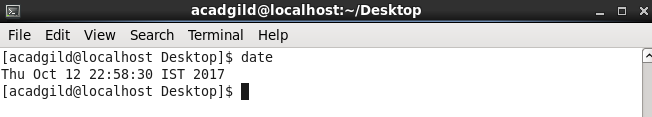 acadgild@localhost:~/Desktop
File Edit View Search Terminal Help
[acadgild@localhost Desktop]$ date
Thu Oct 12 22:58:30 IST 2017
[acadgild@localhost Desktop]$